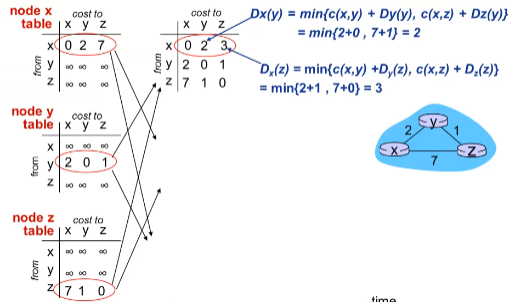 node x table
cost to
x y z
from
x 0 2 7
y ∞ ∞ ∞
z ∞ ∞ ∞
cost to
x y z
from
x 0 2 3
y 2 0 1
z 7 1 0
Dx(y) = min{c(x,y) + Dy(y), c(x,z) + Dz(y)}
= min{2+0 , 7+1} = 2
Dx(z) = min{c(x,y) +Dy(z), c(x,z) + Dz(z)}
= min{2+1 , 7+0} = 3
node y table
cost to
x y z
from
x ∞ ∞ ∞
y 2 0 1
z ∞ ∞ ∞
y
2 1
x z
7
node z table
cost to
x y z
from
x ∞ ∞ ∞
y ∞ ∞ ∞
z 7 1 0
time